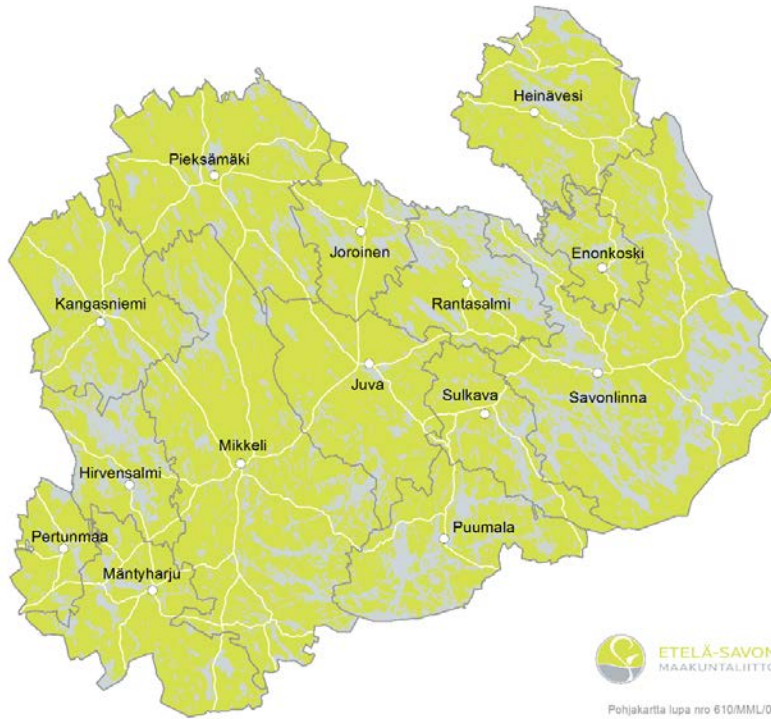 Heinävesi
Pieksämäki
Joroinen
Enonkoski
Kangasniemi
Rantasalmi
Juva
Sulkava
Savonlinna
Mikkeli
Hirvensalmi
Pertunmaa
Puumala
Mäntyharju
ETELÄ-SAVON
MAAKUNTALIITTO
Pohjakartta lupa nro 610/MML/0